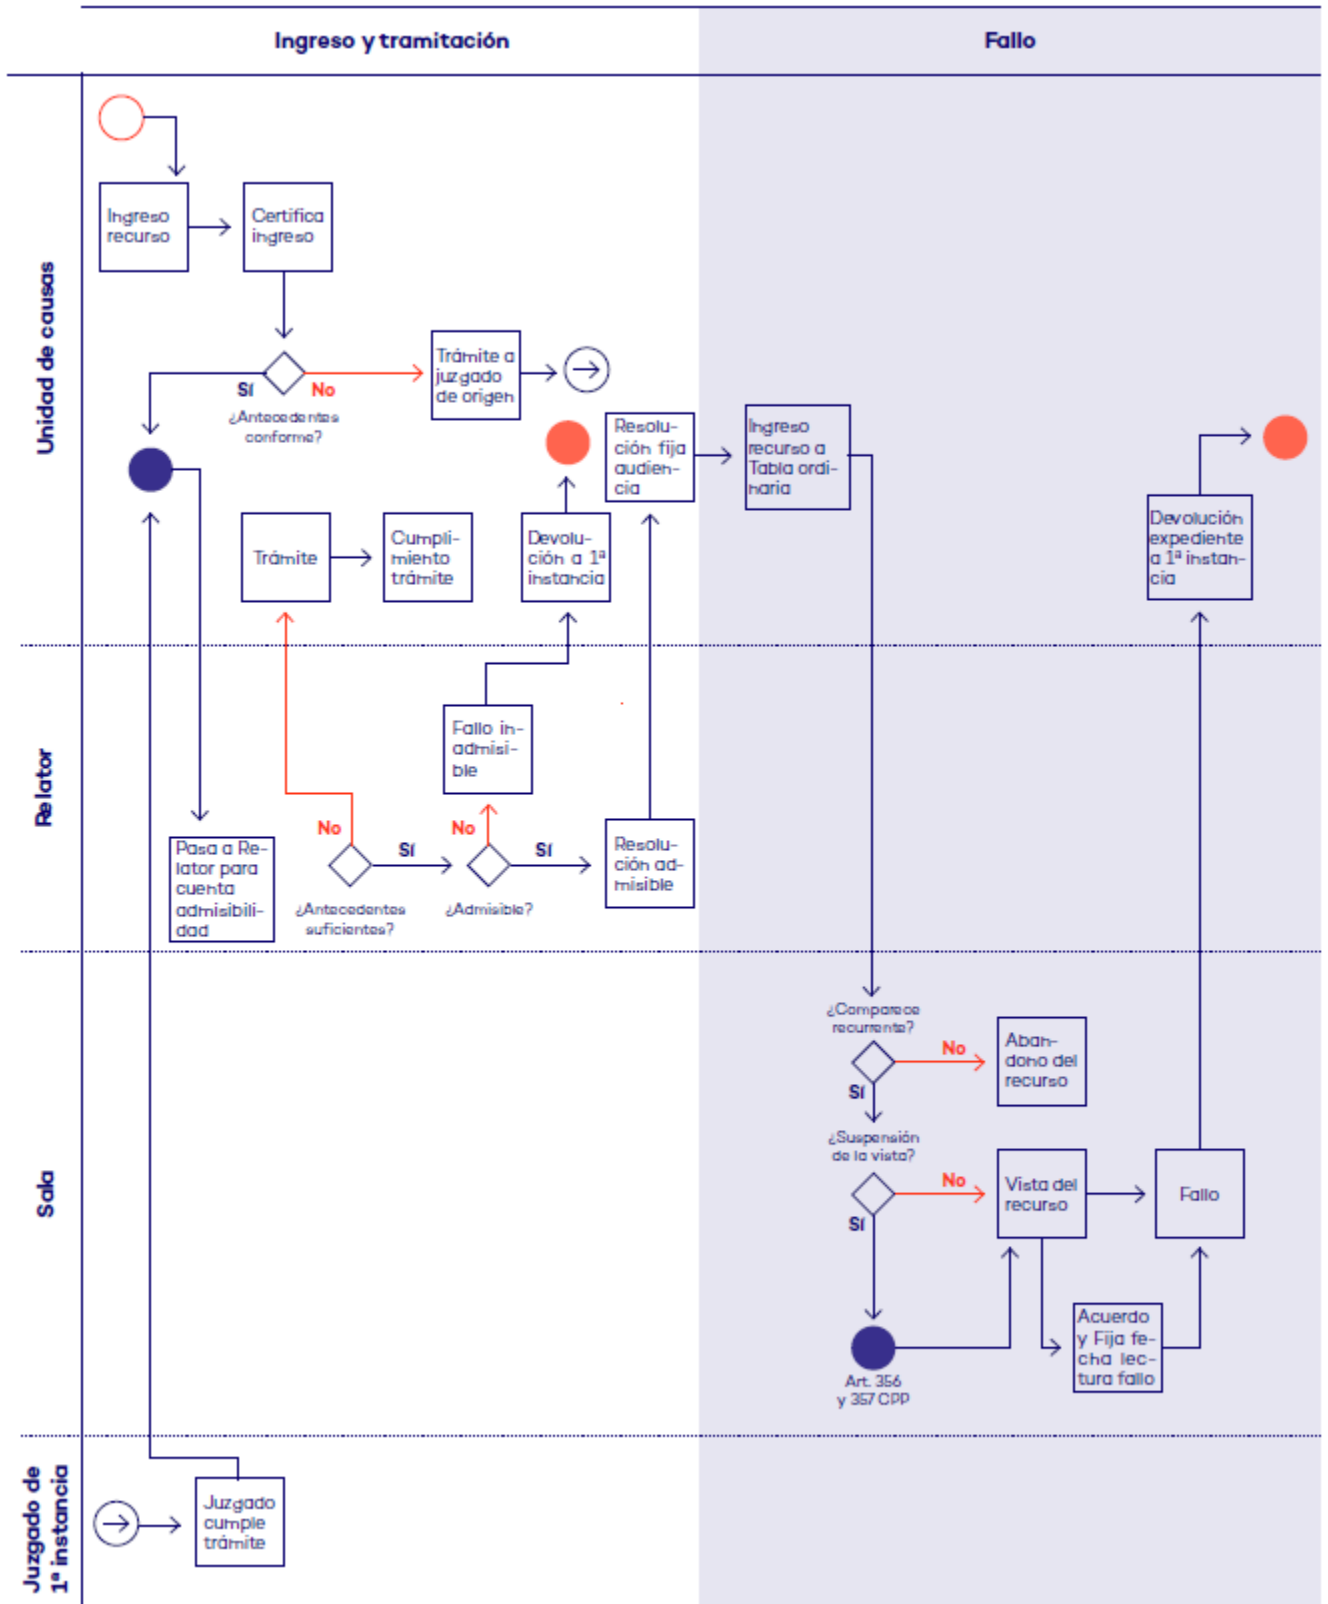 Ingreso y tramitación
Fallo
Unidad de causas
Ingreso
recurso
Certifica
ingreso
Sí
No
¿Antecedentes
conforme?
Trámite a
juzgado
de origen
Resolu-
ción fija
audien-
cia
Ingreso
recurso a
Tabla ordi-
naria
Trámite
Cumpli-
miento
trámite
Devolu-
ción a 1ª
instancia
Devolución
expediente
a 1ª instan-
cia
Relator
Fallo in-
admisi-
ble
Pasa a Re-
lator para
cuenta
admisibili-
dad
No
Sí
¿Antecedentes
suficientes?
No
Sí
¿Admisible?
Resolu-
ción ad-
misible
Sala
¿Comparece
recurrente?
No
Sí
Aban-
dono del
recurso
¿Suspensión
de la vista?
No
Sí
Vista del
recurso
Fallo
Art. 356
y 357 CPP
Acuerdo
y Fija fe-
cha lec-
tura fallo
Juzgado de
1ª instancia
Juzgado
cumple
trámite